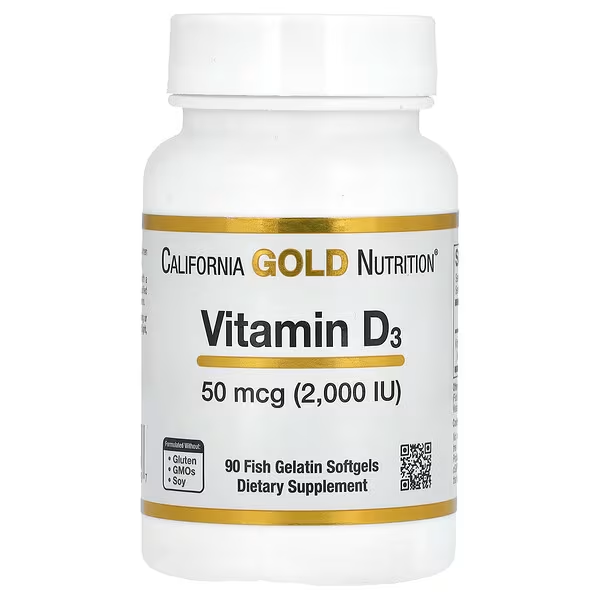 CALIFORNIA GOLD NUTRITION®
Vitamin D3
50 mcg (2,000 IU)
Formulated Without:
• Gluten
• GMOs
• Soy
90 Fish Gelatin Softgels
Dietary Supplement